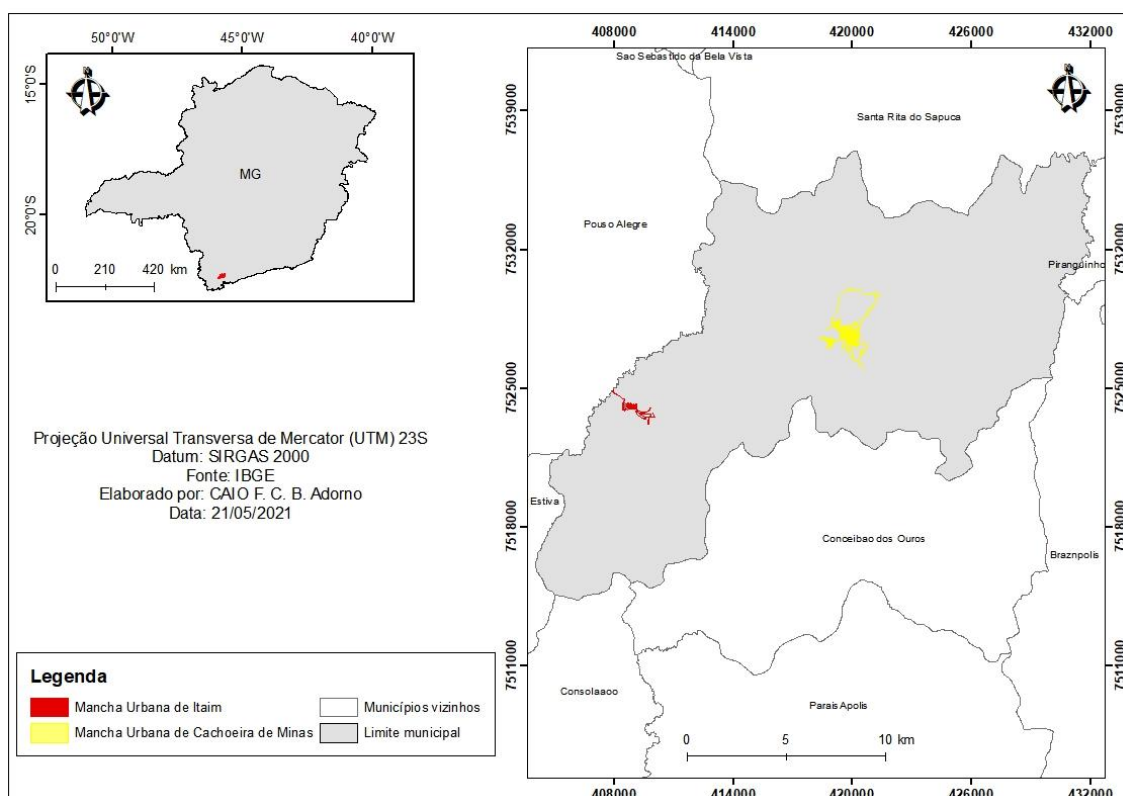 50°0'W 45°0'W 40°0'W
15°0'S
20°0'S
MG
0 210 420 km
Projeção Universal Transversa de Mercator (UTM) 23S
Datum: SIRGAS 2000
Fonte: IBGE
Elaborado por: CAIO F. C. B. Adorno
Data: 21/05/2021
Legenda
Mancha Urbana de Itaim
Mancha Urbana de Cachoeira de Minas
Municípios vizinhos
Limite municipal
408000 414000 420000 426000 432000
Sao Sebastido da Bela Vista
7539000 7539000
Santa Rita do Sapuca
Pouso Alegre
7532000 7532000
Piranguinho
7525000 7525000
Estiva
7518000 7518000
Conceibao dos Ouros
Braznpolis
7511000 7511000
Consolaaoo
Parais Apolis
0 5 10 km
408000 414000 420000 426000 432000